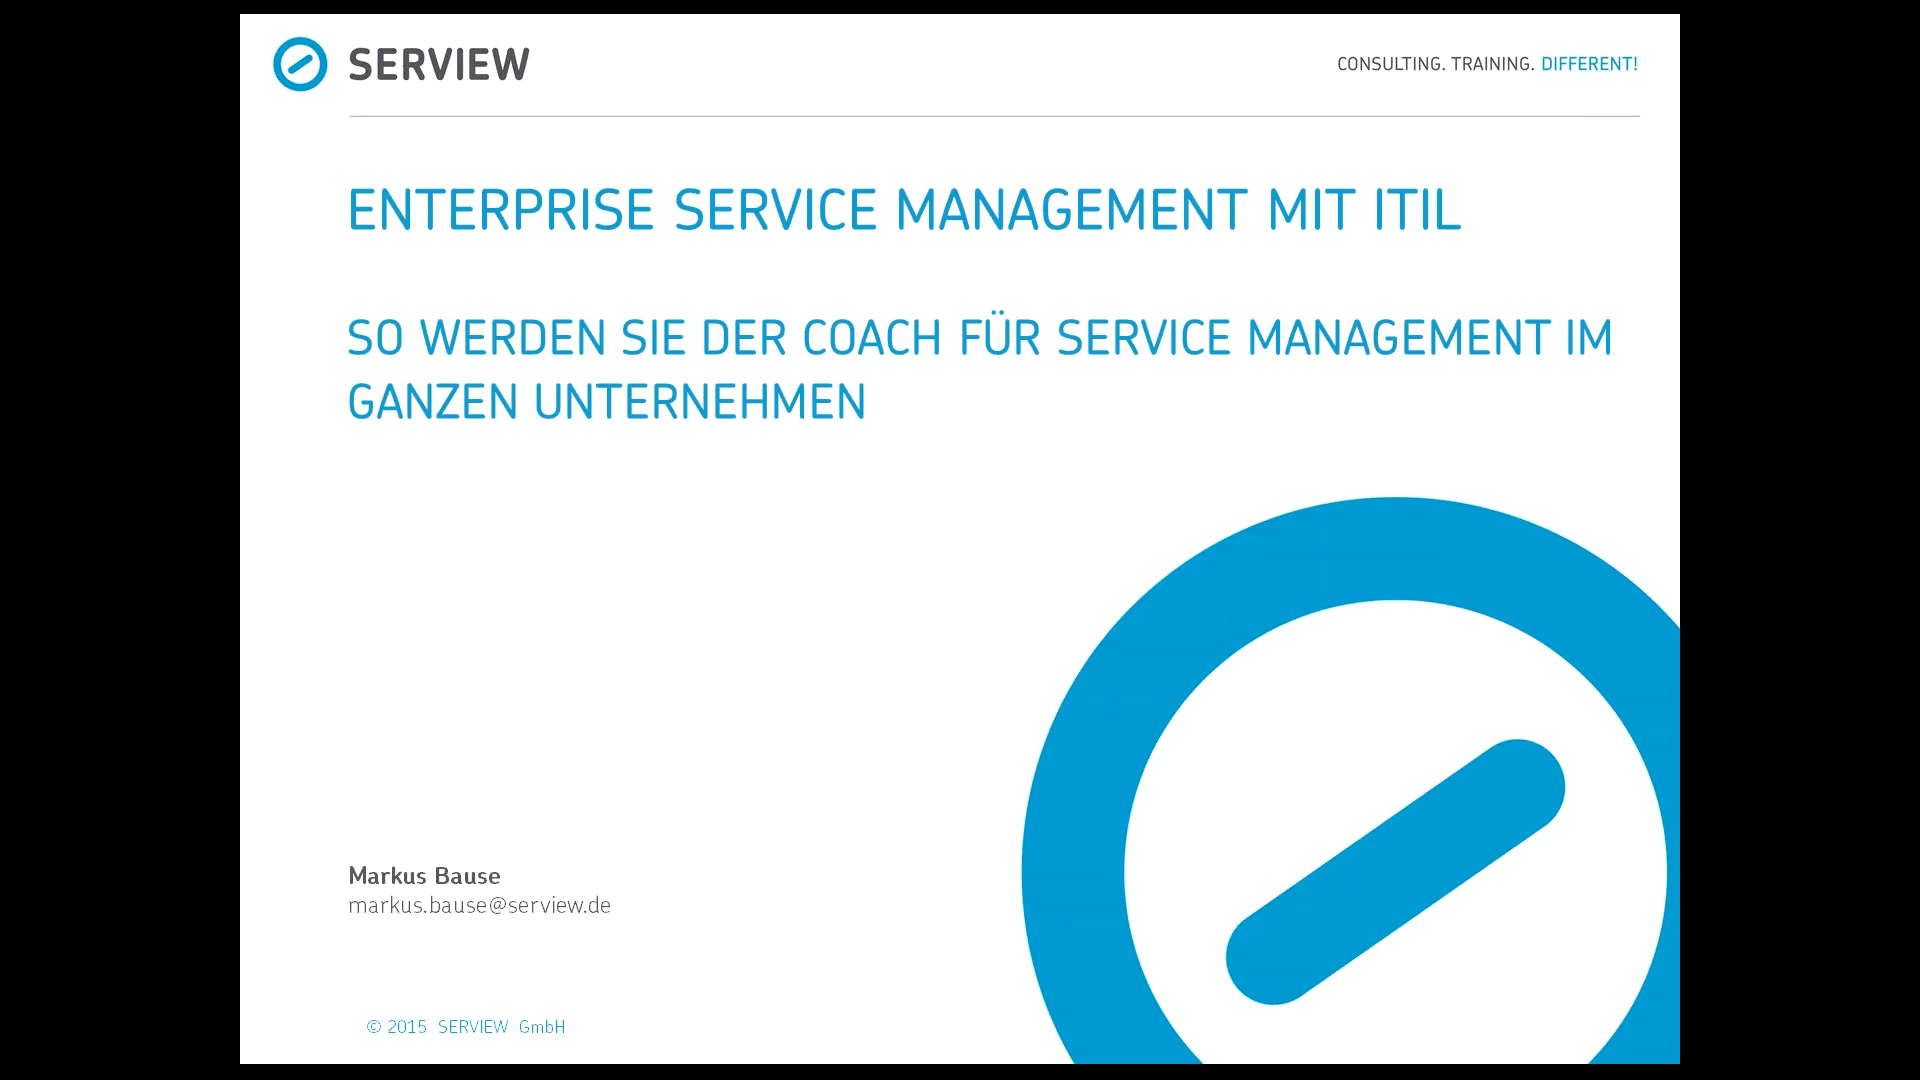 SERVIEW
CONSULTING. TRAINING. DIFFERENT!
ENTERPRISE SERVICE MANAGEMENT MIT ITIL
SO WERDEN SIE DER COACH FÜR SERVICE MANAGEMENT IM
GANZEN UNTERNEHMEN
Markus Bause
markus.bause@serview.de
© 2015 SERVIEW GmbH